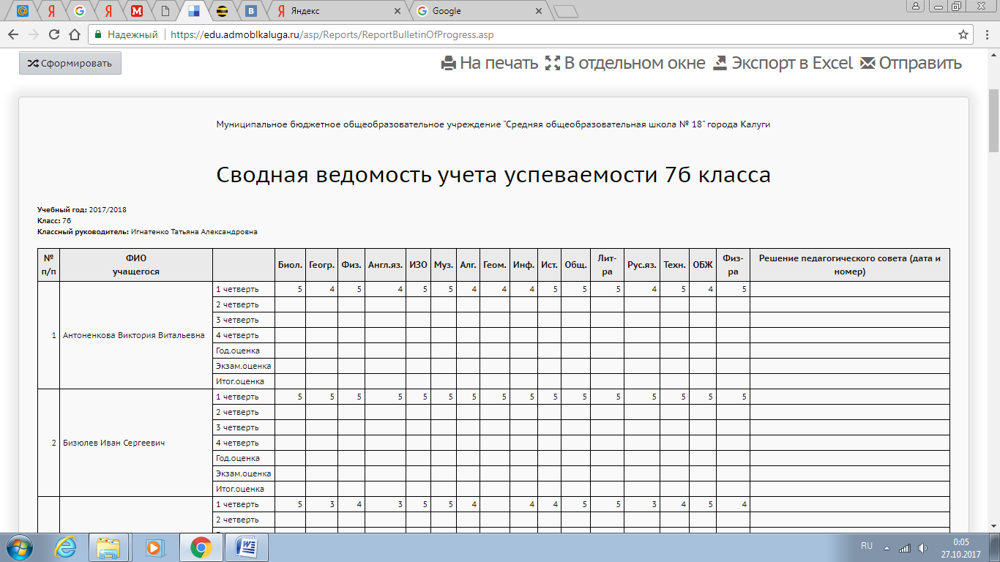 Яндекс
Google
Надежный https://edu.admoblkaluga.ru/asp/Reports/ReportBulletinOfProgress.asp
Сформировать На печать В отдельном окне Экспорт в Excel Отправить
Муниципальное бюджетное общеобразовательное учреждение "Средняя общеобразовательная школа № 18" города Калуги
Сводная ведомость учета успеваемости 7б класса
Учебный год: 2017/2018
Класс: 7б
Классный руководитель: Игнатенко Татьяна Александровна
№ п/п ФИО учащегося Биол. Геогр. Физ. Англ.яз. ИЗО Муз. Алг. Геом. Инф. Ист. Общ. Лит-ра Рус.яз. Техн. ОБЖ Физ-ра Решение педагогического совета (дата и номер)
1 Антоненкова Виктория Витальевна
1 четверть 5 4 5 4 5 5 4 4 4 5 5 5 4 5 4 5
2 четверть
3 четверть
4 четверть
Год.оценка
Экзам.оценка
Итог.оценка
2 Бизюлев Иван Сергеевич
1 четверть 5 5 5 5 5 5 5 5 5 5 5 5 5 5 5 5
2 четверть
3 четверть
4 четверть
Год.оценка
Экзам.оценка
Итог.оценка
1 четверть 5 3 4 3 5 5 4 4 4 5 5 3 4 5 4
2 четверть
RU 0:05
27.10.2017